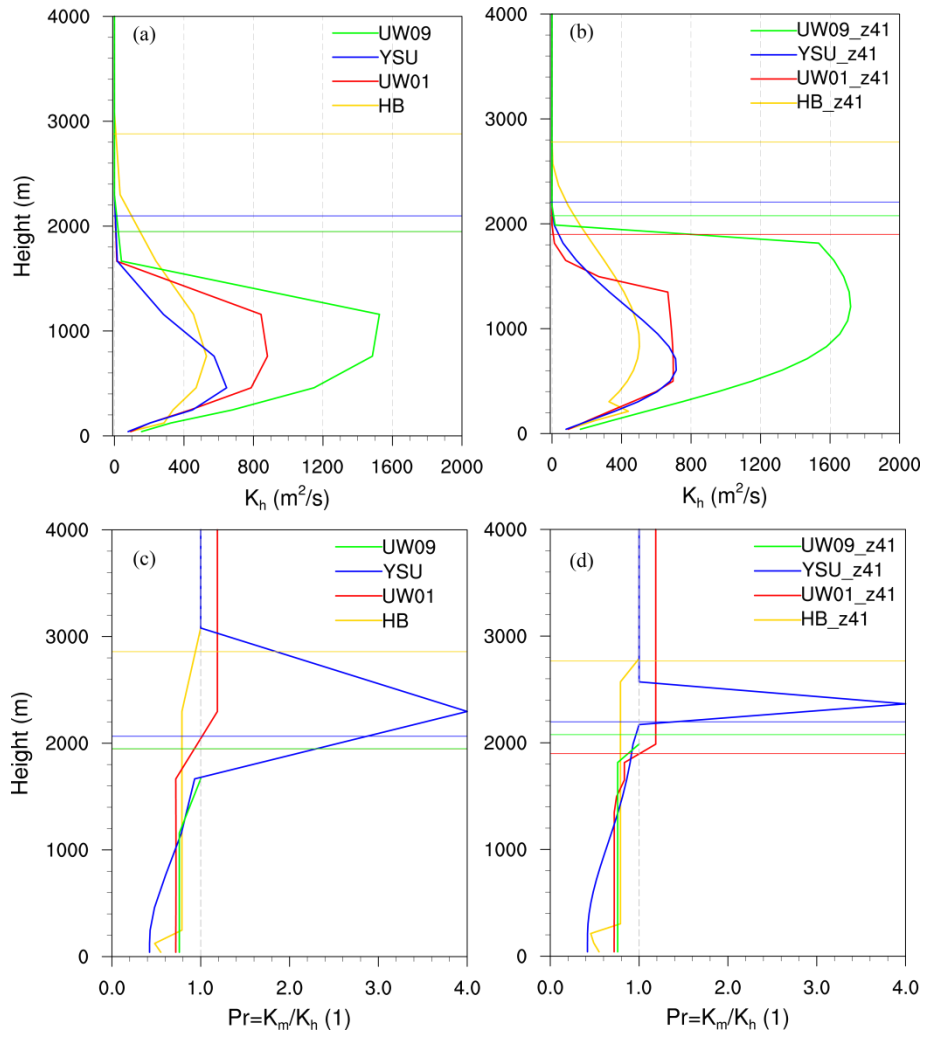 (a)
UW09
YSU
UW01
HB
4000
3000
2000
1000
0
Height (m)
0 400 800 1200 1600 2000
K_h (m²/s)
(b)
UW09_z41
YSU_z41
UW01_z41
HB_z41
4000
3000
2000
1000
0
0 400 800 1200 1600 2000
K_h (m²/s)
(c)
UW09
YSU
UW01
HB
4000
3000
2000
1000
0
Height (m)
0.0 1.0 2.0 3.0 4.0
Pr=K_m/K_h (1)
(d)
UW09_z41
YSU_z41
UW01_z41
HB_z41
4000
3000
2000
1000
0
0.0 1.0 2.0 3.0 4.0
Pr=K_m/K_h (1)